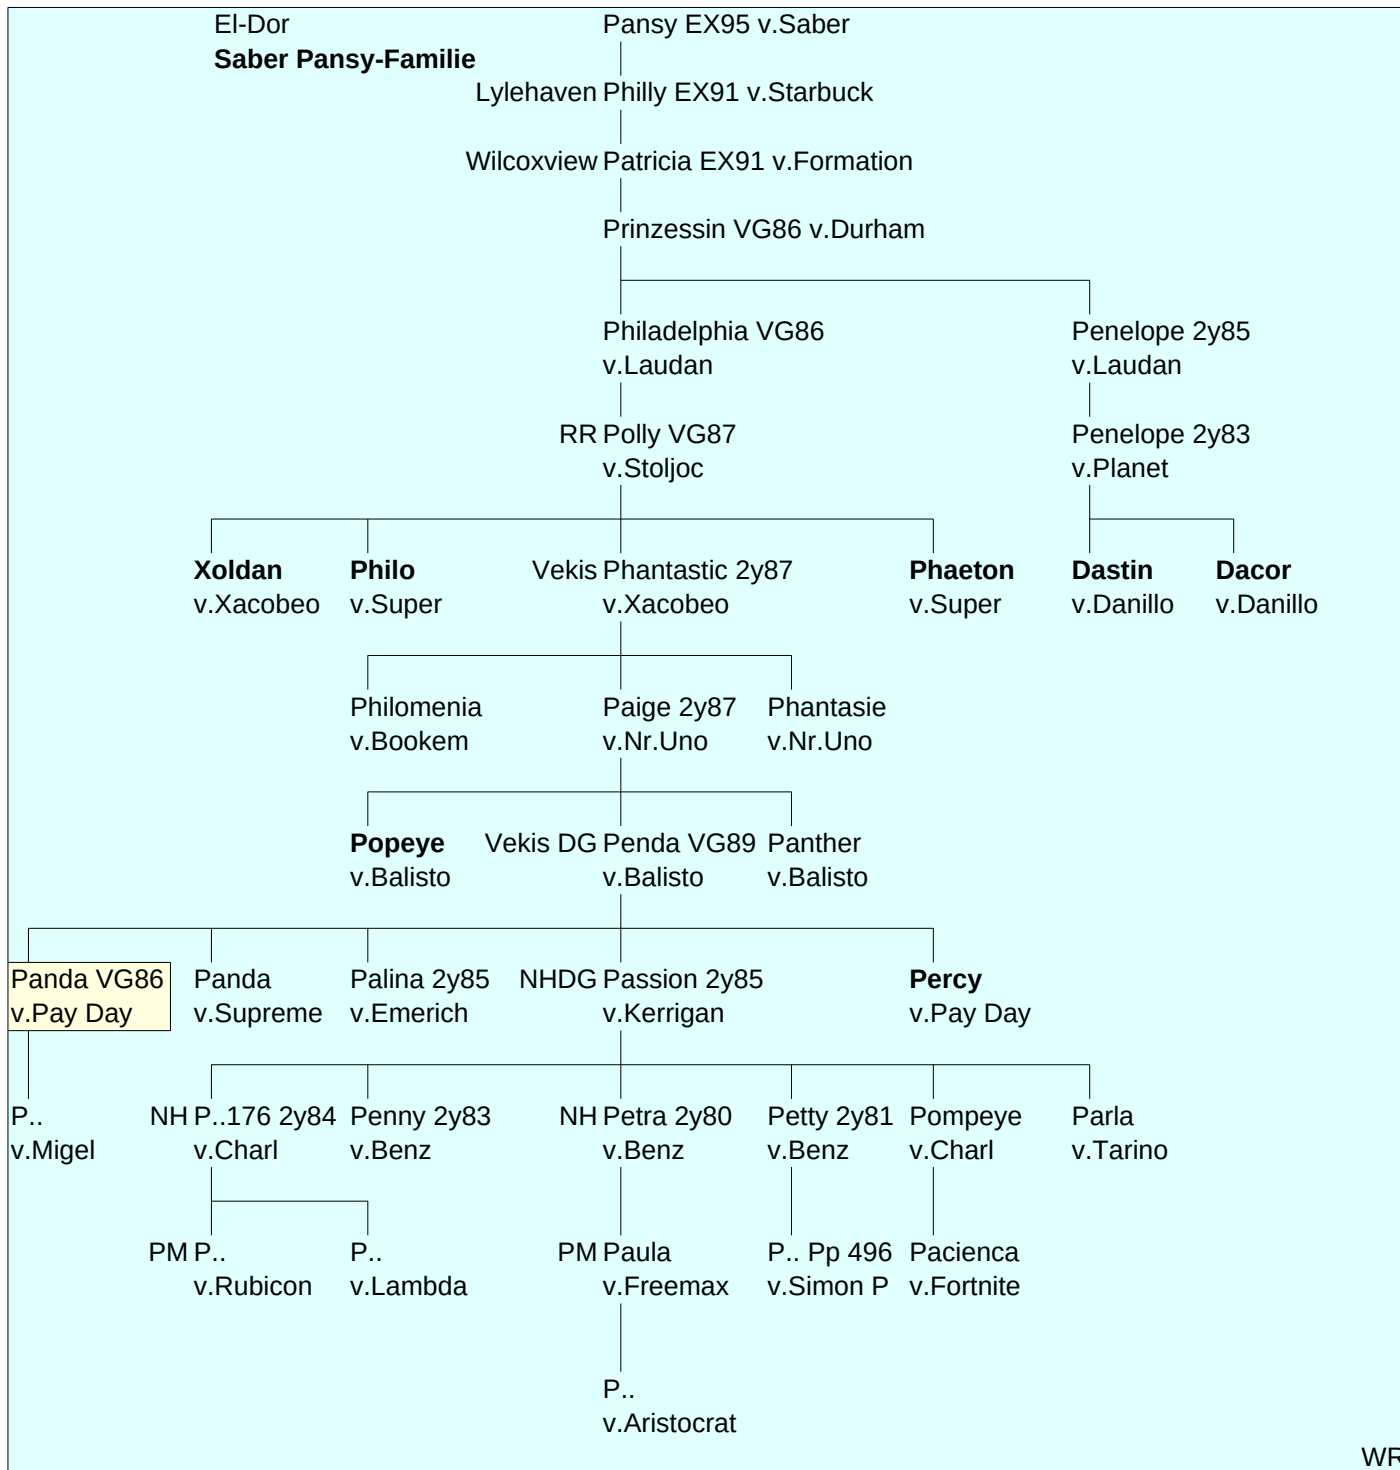 El-Dor Pansy EX95 v.Saber
Saber Pansy-Familie
Lylehaven Philly EX91 v.Starbuck
Wilcoxview Patricia EX91 v.Formation
Prinzessin VG86 v.Durham
Philadelphia VG86 Penelope 2y85
v.Laudan v.Laudan
RR Polly VG87 Penelope 2y83
v.Stoljoc v.Planet
Xoldan Philo Vekis Phantastic 2y87 Phaeton Dastin Dacor
v.Xacobeo v.Super v.Xacobeo v.Super v.Danillo v.Danillo
Philomenia Paige 2y87 Phantasie
v.Bookem v.Nr.Uno v.Nr.Uno
Popeye Vekis DG Penda VG89 Panther
v.Balisto v.Balisto v.Balisto
Panda VG86 Panda Palina 2y85 NHDG Passion 2y85 Percy
v.Pay Day v.Supreme v.Emerich v.Kerrigan v.Pay Day
P.. NH P..176 2y84 Penny 2y83 NH Petra 2y80 Petty 2y81 Pompeye Parla
v.Migel v.Charl v.Benz v.Benz v.Benz v.Charl v.Tarino
PM P.. P.. PM Paula P.. Pp 496 Pacienca
v.Rubicon v.Lambda v.Freemax v.Simon P v.Fortnite
P..
v.Aristocrat
WR